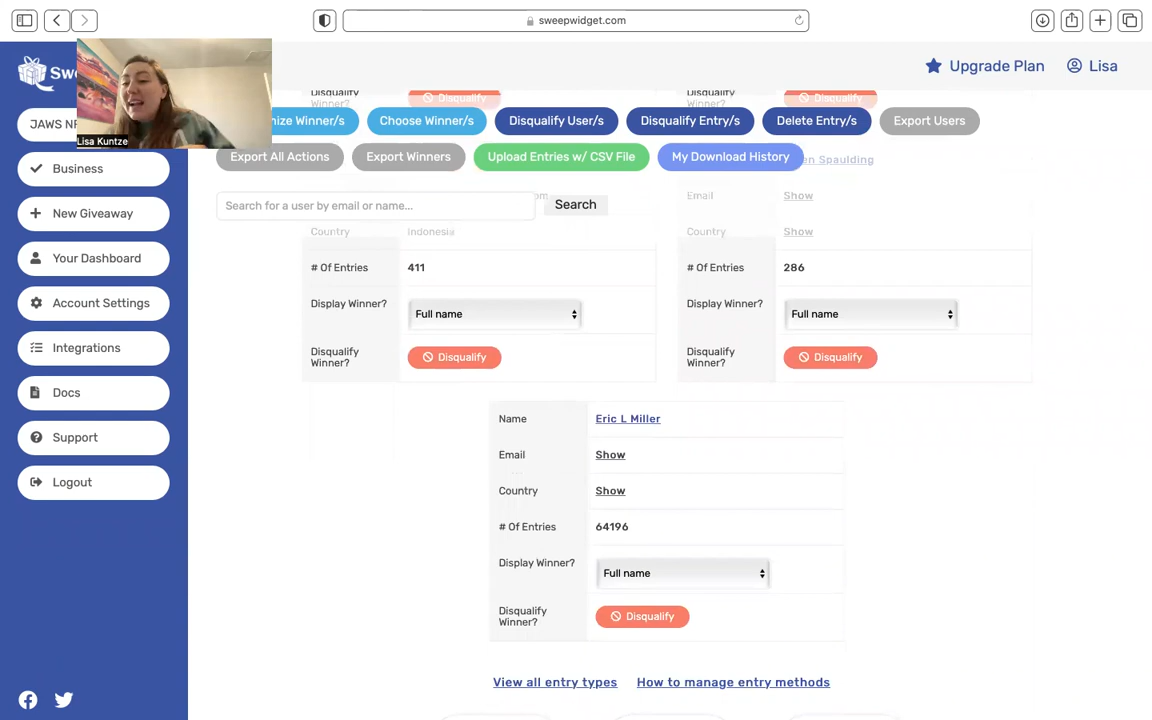 sweepwidget.com
Swe
Upgrade Plan
Lisa
Lisa Kuntze
JAWS
Business
New Giveaway
Your Dashboard
Account Settings
Integrations
Docs
Support
Logout
Disqualify
Winner?
Disqualify
Disqualify
Winner?
Disqualify
Winner/s
Choose Winner/s
Disqualify User/s
Disqualify Entry/s
Delete Entry/s
Export Users
Export All Actions
Export Winners
Upload Entries w/ CSV File
My Download History
en Spaulding
Search for a user by email or name...
om
Search
Email
Show
Country
Indonesia
Country
Show
# Of Entries
411
# Of Entries
286
Display Winner?
Full name
Display Winner?
Full name
Disqualify
Winner?
Disqualify
Disqualify
Winner?
Disqualify
Name
Eric L Miller
Email
Show
Country
Show
# Of Entries
64196
Display Winner?
Full name
Disqualify
Winner?
Disqualify
View all entry types
How to manage entry methods